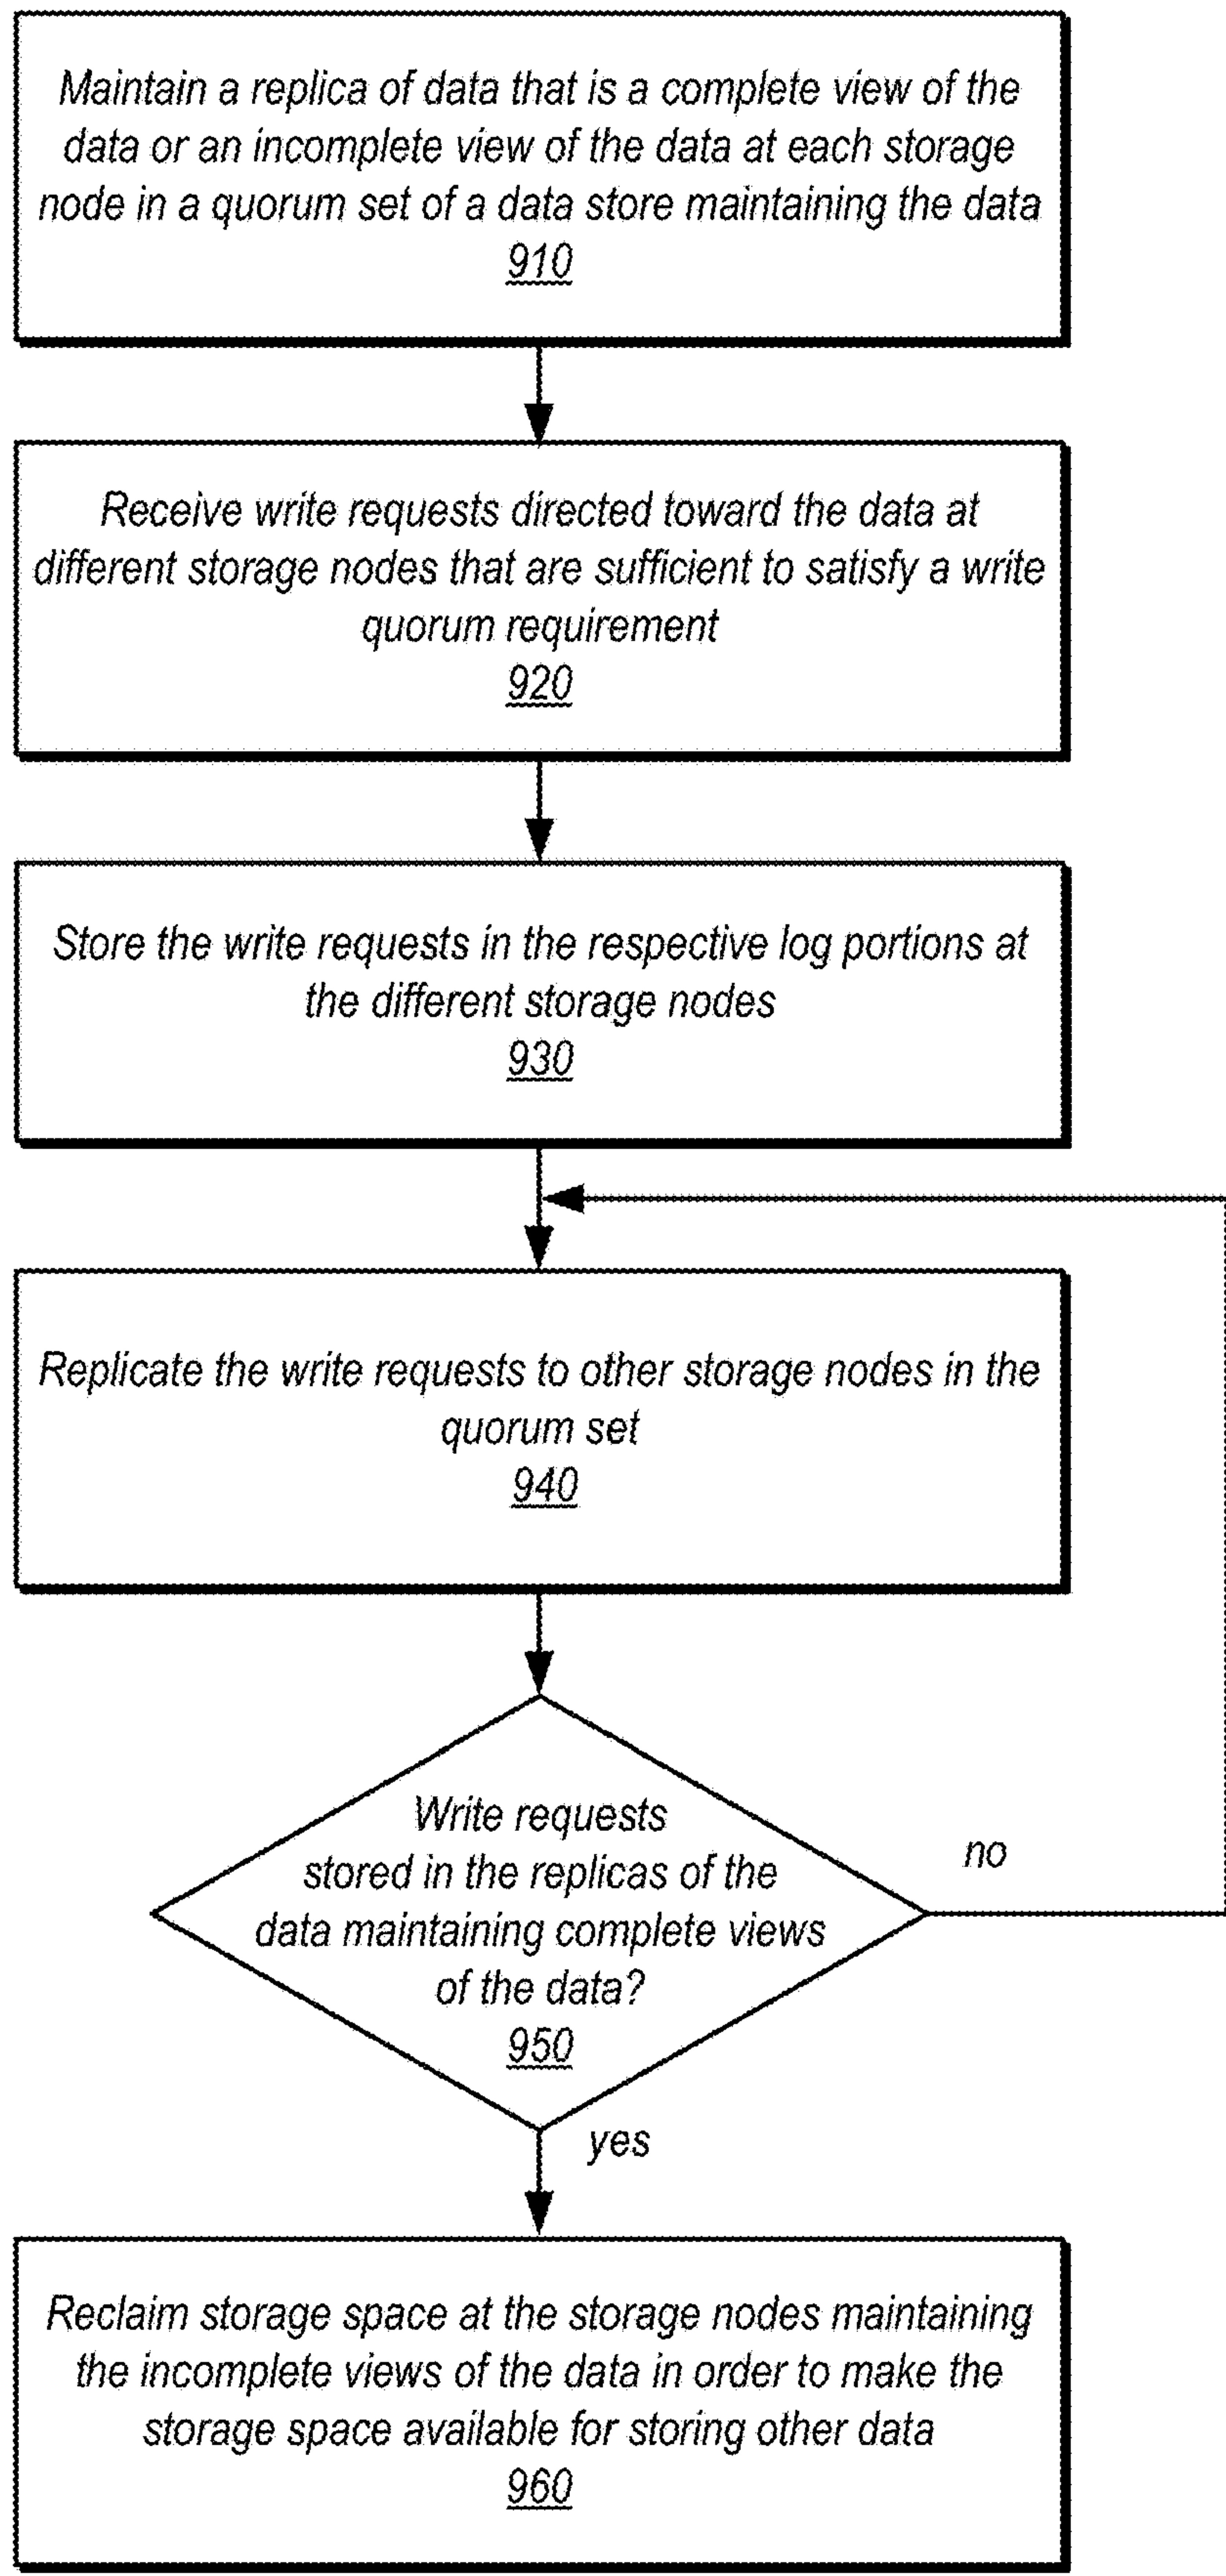 Maintain a replica of data that is a complete view of the
data or an incomplete view of the data at each storage
node in a quorum set of a data store maintaining the data
910
Receive write requests directed toward the data at
different storage nodes that are sufficient to satisfy a write
quorum requirement
920
Store the write requests in the respective log portions at
the different storage nodes
930
Replicate the write requests to other storage nodes in the
quorum set
940
Write requests
stored in the replicas of the
data maintaining complete views
of the data?
950
no
yes
Reclaim storage space at the storage nodes maintaining
the incomplete views of the data in order to make the
storage space available for storing other data
960